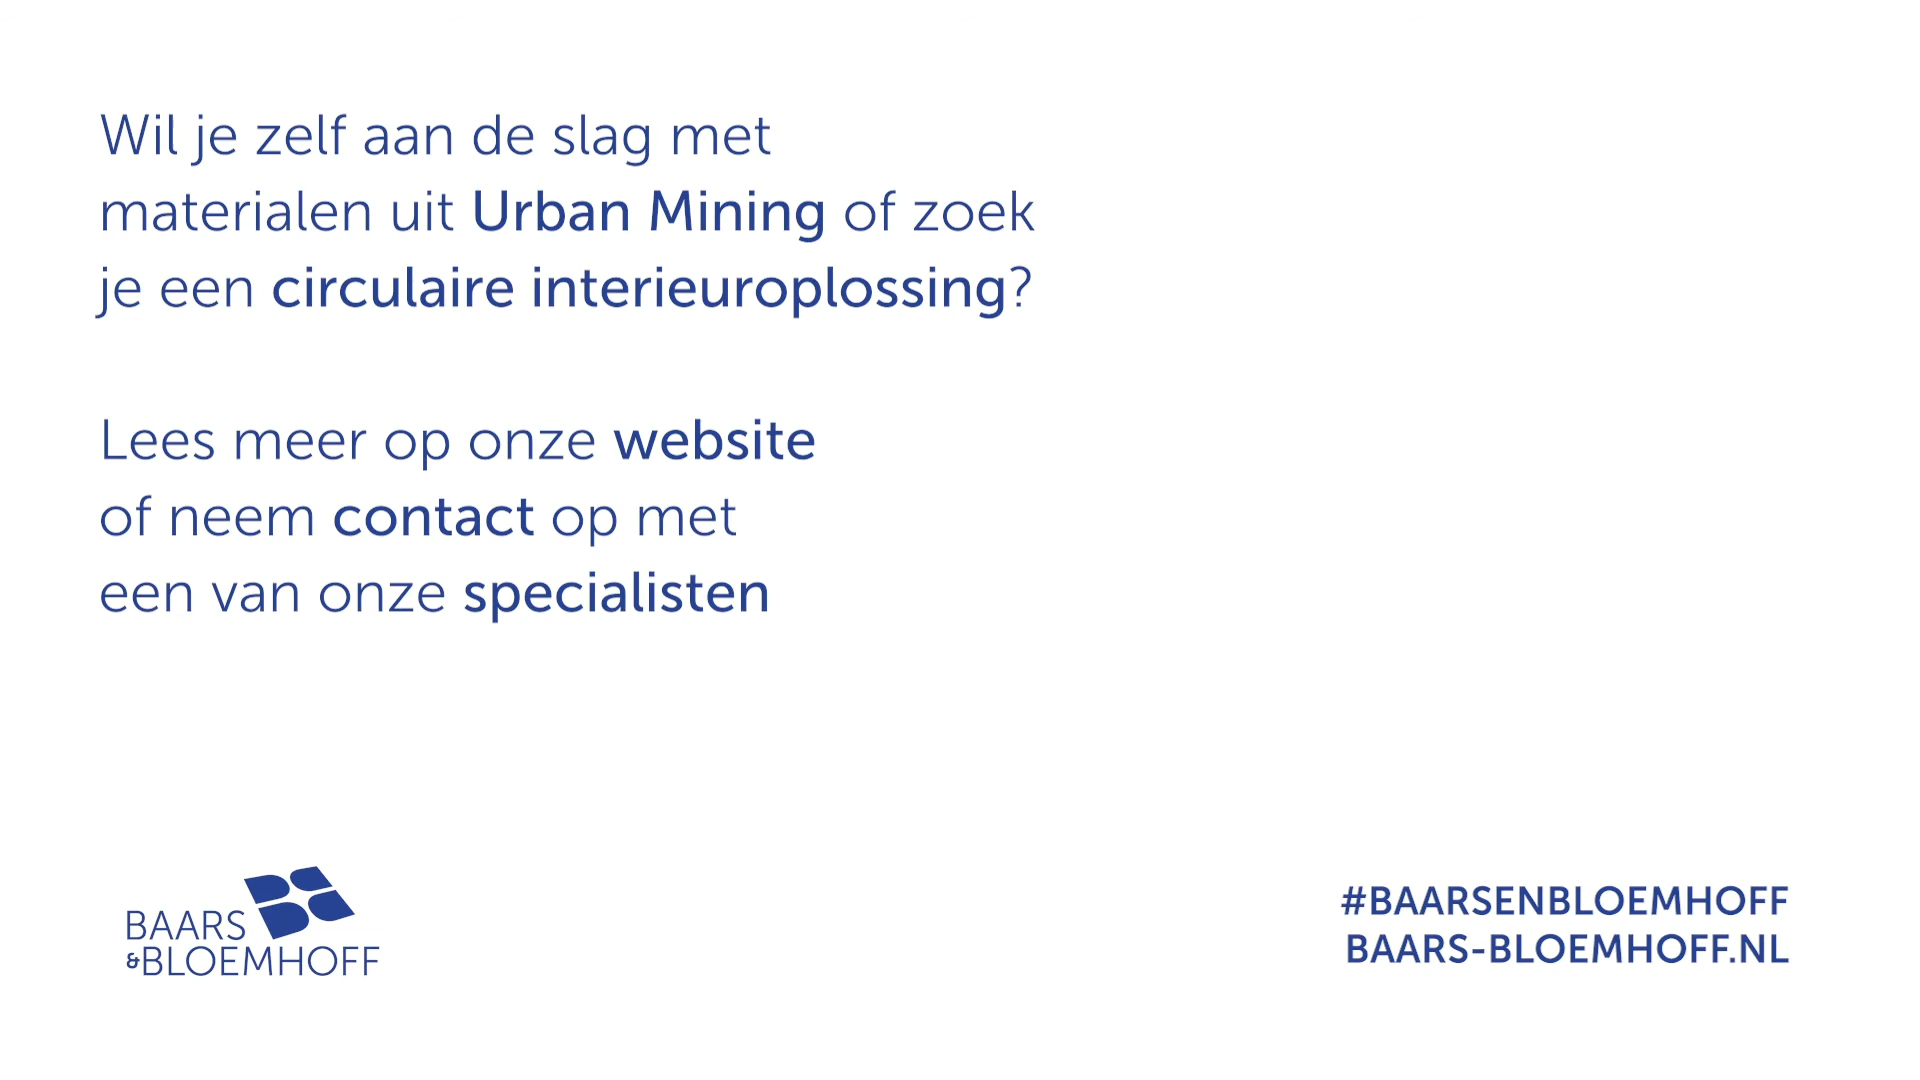 Wil je zelf aan de slag met
materialen uit Urban Mining of zoek
je een circulaire interieuroplossing?
Lees meer op onze website
of neem contact op met
een van onze specialisten
BAARS
&BLOEMHOFF
#BAARSENBLOEMHOFF
BAARS-BLOEMHOFF.NL